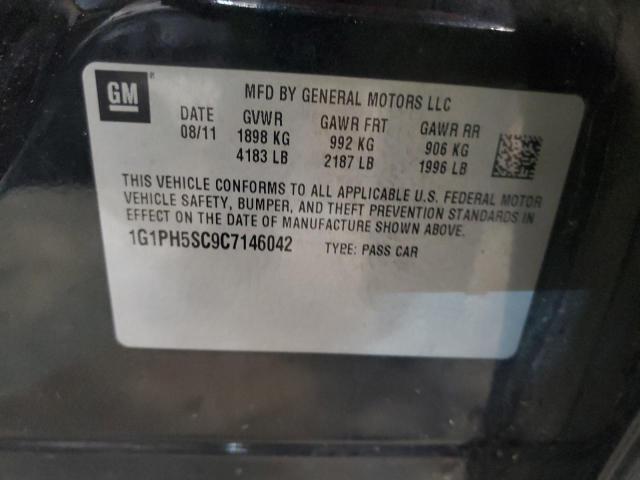 GM
MFD BY GENERAL MOTORS LLC
DATE GVWR GAWR FRT GAWR RR
08/11 1898 KG 992 KG 906 KG
4183 LB 2187 LB 1996 LB
THIS VEHICLE CONFORMS TO ALL APPLICABLE U.S. FEDERAL MOTOR
VEHICLE SAFETY, BUMPER, AND THEFT PREVENTION STANDARDS IN
EFFECT ON THE DATE OF MANUFACTURE SHOWN ABOVE.
1G1PH5SC9C7146042 TYPE: PASS CAR